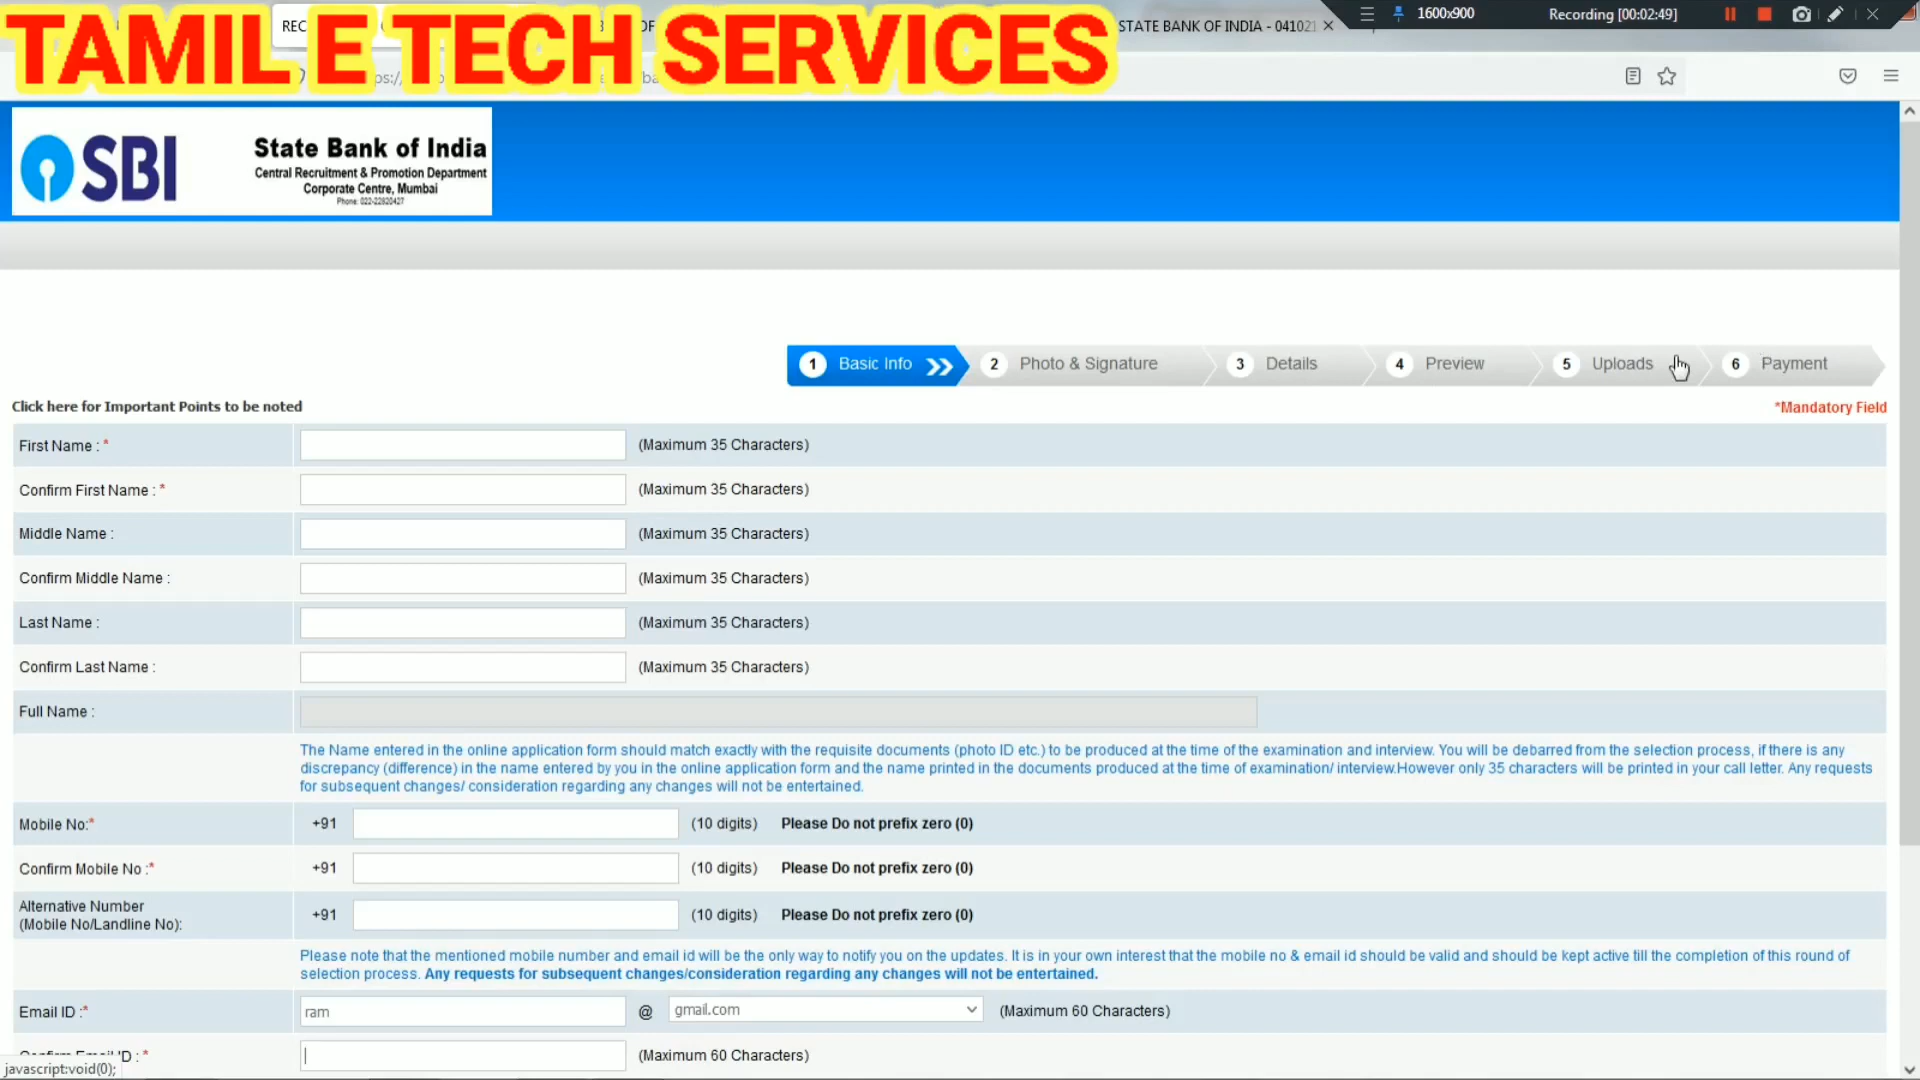 TAMIL E TECH SERVICES
REC
STATE BANK OF INDIA - 04102
1600x900
Recording [00:02:49]
SBI
State Bank of India
Central Recruitment & Promotion Department
Corporate Centre, Mumbai
Phone: 022-22820427
1 Basic Info
2 Photo & Signature
3 Details
4 Preview
5 Uploads
6 Payment
Click here for Important Points to be noted
*Mandatory Field
First Name : * (Maximum 35 Characters)
Confirm First Name : * (Maximum 35 Characters)
Middle Name : (Maximum 35 Characters)
Confirm Middle Name : (Maximum 35 Characters)
Last Name : (Maximum 35 Characters)
Confirm Last Name : (Maximum 35 Characters)
Full Name :
The Name entered in the online application form should match exactly with the requisite documents (photo ID etc.) to be produced at the time of the examination and interview. You will be debarred from the selection process, if there is any
discrepancy (difference) in the name entered by you in the online application form and the name printed in the documents produced at the time of examination/ interview.However only 35 characters will be printed in your call letter. Any requests
for subsequent changes/ consideration regarding any changes will not be entertained.
Mobile No:* +91 (10 digits) Please Do not prefix zero (0)
Confirm Mobile No :* +91 (10 digits) Please Do not prefix zero (0)
Alternative Number
(Mobile No/Landline No): +91 (10 digits) Please Do not prefix zero (0)
Please note that the mentioned mobile number and email id will be the only way to notify you on the updates. It is in your own interest that the mobile no & email id should be valid and should be kept active till the completion of this round of
selection process. Any requests for subsequent changes/consideration regarding any changes will not be entertained.
Email ID :* ram @ gmail.com (Maximum 60 Characters)
Confirm Email ID : * (Maximum 60 Characters)
javascript:void(0);